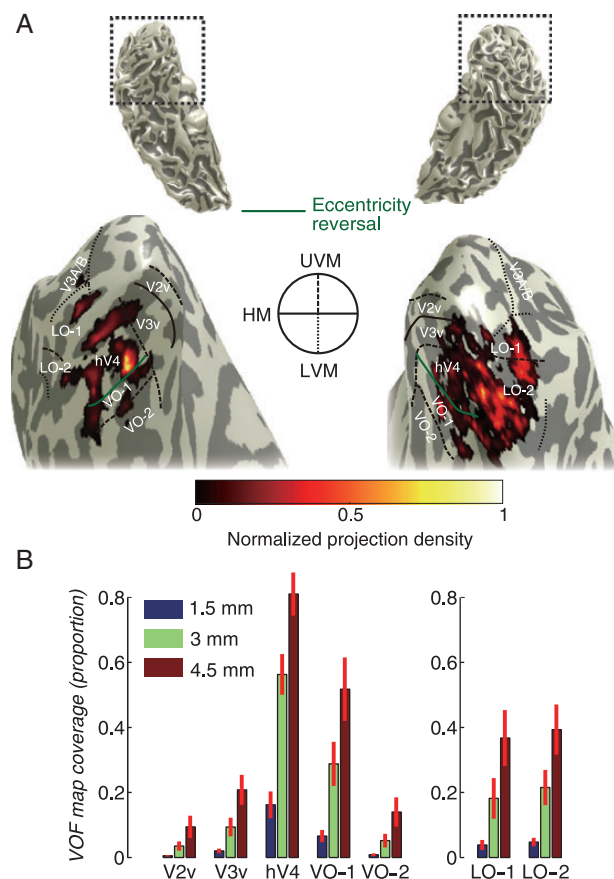 A
Eccentricity
reversal
UVM
HM
LVM
V3A/B
V2v
V3v
LO-1
hV4
LO-2
VO-1
VO-2
V3A/B
V2v
V3v
LO-1
hV4
LO-2
VO-1
VO-2
0 0.5 1
Normalized projection density
B
VOF map coverage (proportion)
0.8
0.6
0.4
0.2
0
1.5 mm
3 mm
4.5 mm
V2v V3v hV4 VO-1 VO-2
0.8
0.6
0.4
0.2
0
LO-1 LO-2